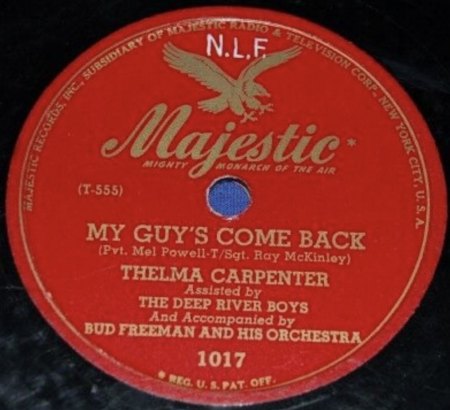 MAJESTIC RECORDS, INC., SUBSIDIARY OF MAJESTIC RADIO & TELEVISION CORP., NEW YORK CITY, U.S.A.
N.L.F.
Majestic *
MIGHTY MONARCH OF THE AIR
(T-555)
MY GUY'S COME BACK
(Pvt. Mel Powell-T/Sgt. Ray McKinley)
THELMA CARPENTER
Assisted by
THE DEEP RIVER BOYS
And Accompanied by
BUD FREEMAN AND HIS ORCHESTRA
1017
* REG. U.S. PAT. OFF.